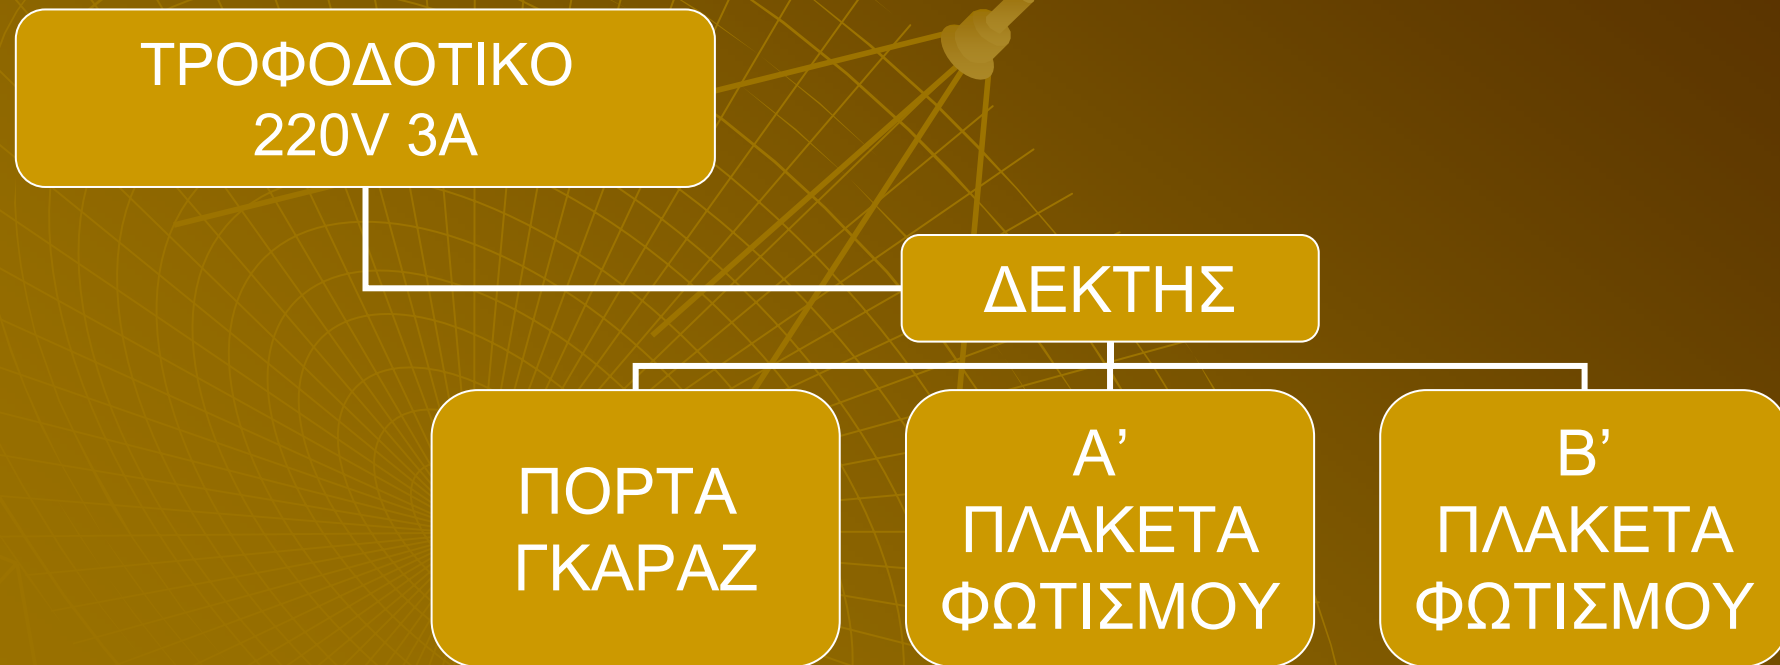 ΤΡΟΦΟΔΟΤΙΚΟ
220V 3A
ΔΕΚΤΗΣ
ΠΟΡΤΑ
ΓΚΑΡΑΖ
Α’
ΠΛΑΚΕΤΑ
ΦΩΤΙΣΜΟΥ
Β’
ΠΛΑΚΕΤΑ
ΦΩΤΙΣΜΟΥ